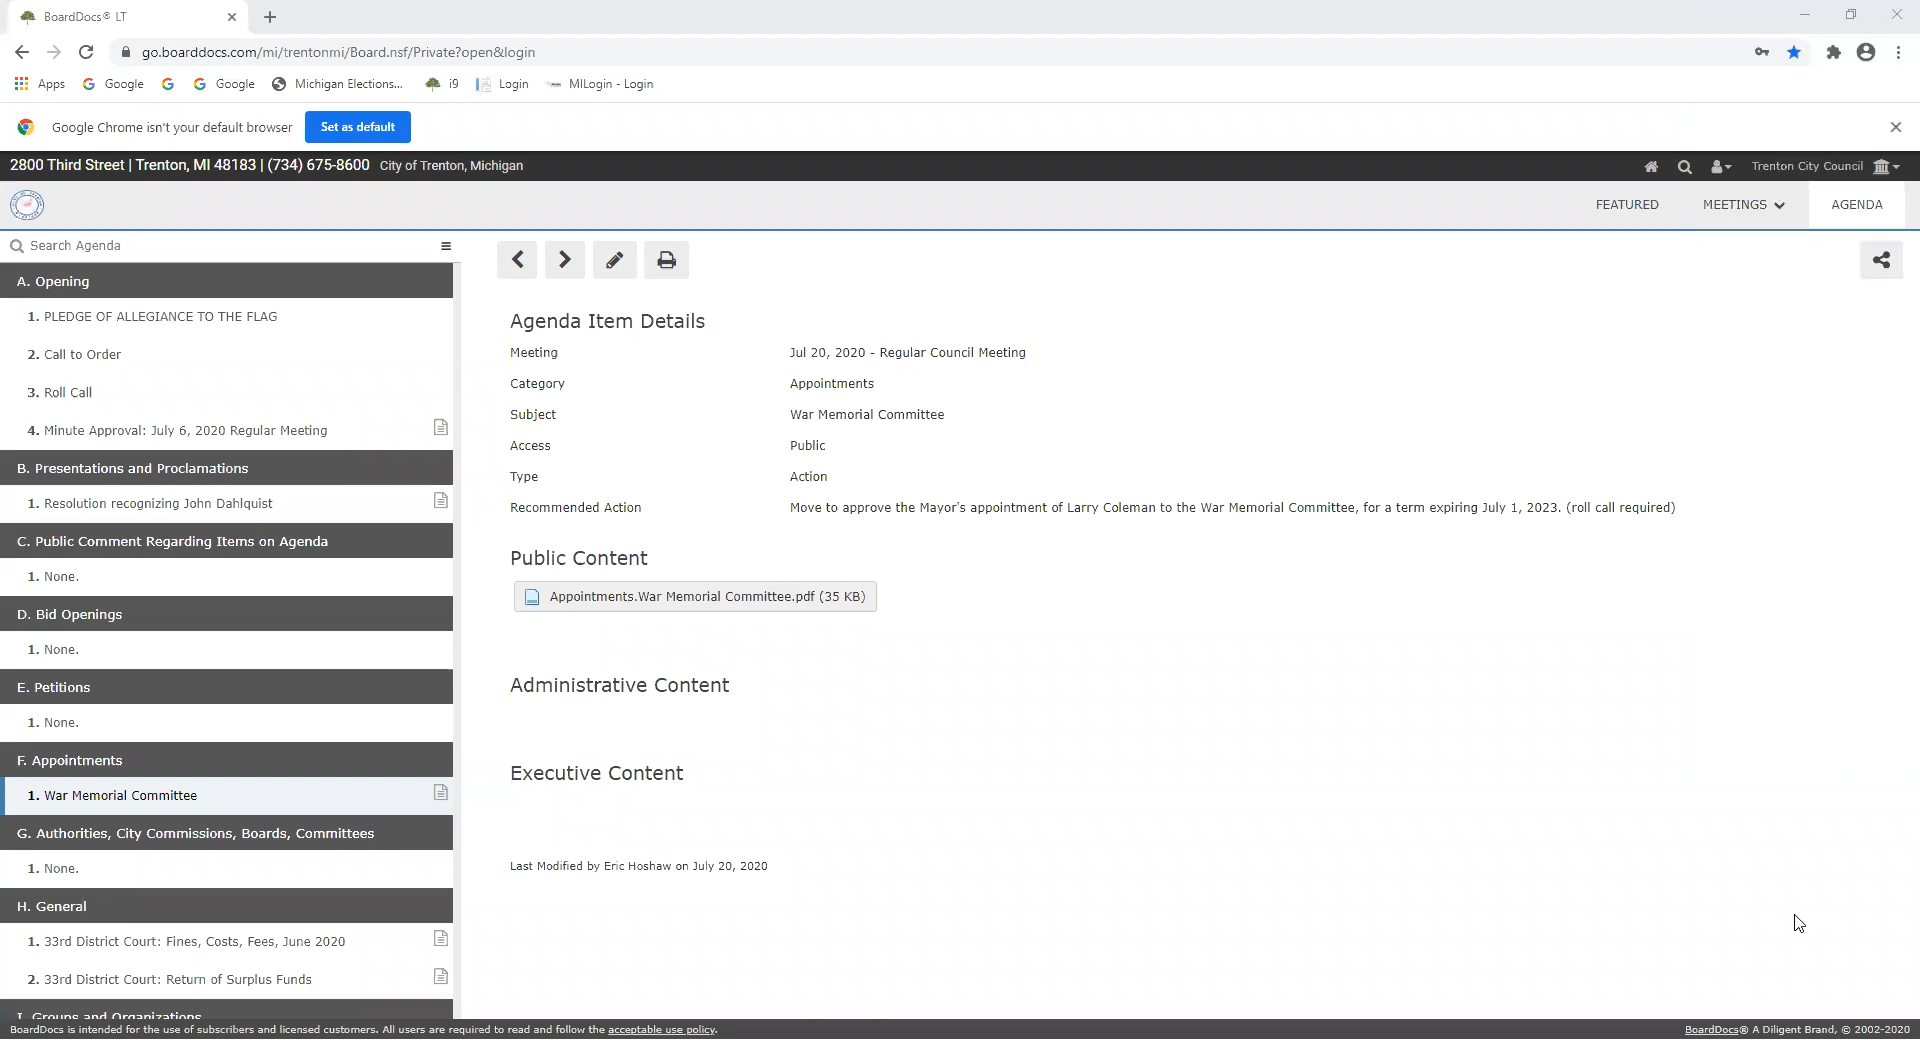 BoardDocs® LT
go.boarddocs.com/mi/trentonmi/Board.nsf/Private?open&login
Apps Google Google Michigan Elections... i9 Login MILogin - Login
Google Chrome isn't your default browser Set as default
2800 Third Street | Trenton, MI 48183 | (734) 675-8600 City of Trenton, Michigan Trenton City Council
FEATURED MEETINGS AGENDA
Search Agenda
A. Opening
1. PLEDGE OF ALLEGIANCE TO THE FLAG
2. Call to Order
3. Roll Call
4. Minute Approval: July 6, 2020 Regular Meeting
B. Presentations and Proclamations
1. Resolution recognizing John Dahlquist
C. Public Comment Regarding Items on Agenda
1. None.
D. Bid Openings
1. None.
E. Petitions
1. None.
F. Appointments
1. War Memorial Committee
G. Authorities, City Commissions, Boards, Committees
1. None.
H. General
1. 33rd District Court: Fines, Costs, Fees, June 2020
2. 33rd District Court: Return of Surplus Funds
I. Groups and Organizations
Agenda Item Details
Meeting Jul 20, 2020 - Regular Council Meeting
Category Appointments
Subject War Memorial Committee
Access Public
Type Action
Recommended Action Move to approve the Mayor's appointment of Larry Coleman to the War Memorial Committee, for a term expiring July 1, 2023. (roll call required)
Public Content
Appointments.War Memorial Committee.pdf (35 KB)
Administrative Content
Executive Content
Last Modified by Eric Hoshaw on July 20, 2020
BoardDocs is intended for the use of subscribers and licensed customers. All users are required to read and follow the acceptable use policy. BoardDocs® A Diligent Brand, © 2002-2020